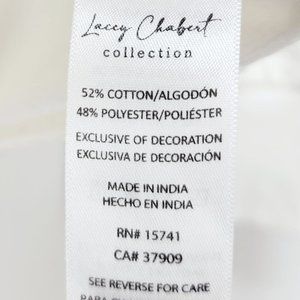 Lacey Chabert
collection
52% COTTON/ALGODÓN
48% POLYESTER/POLIÉSTER
EXCLUSIVE OF DECORATION
EXCLUSIVA DE DECORACIÓN
MADE IN INDIA
HECHO EN INDIA
RN# 15741
CA# 37909
SEE REVERSE FOR CARE
PARA